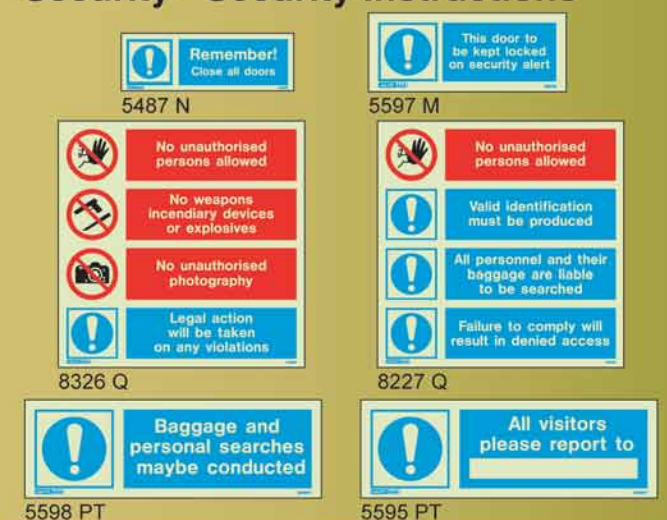 Remember!
Close all doors
5487 N
This door to
be kept locked
on security alert
5597 M
No unauthorised
persons allowed
No weapons
incendiary devices
or explosives
No unauthorised
photography
Legal action
will be taken
on any violations
8326 Q
No unauthorised
persons allowed
Valid identification
must be produced
All personnel and their
baggage are liable
to be searched
Failure to comply will
result in denied access
8227 Q
Baggage and
personal searches
maybe conducted
5598 PT
All visitors
please report to
5595 PT